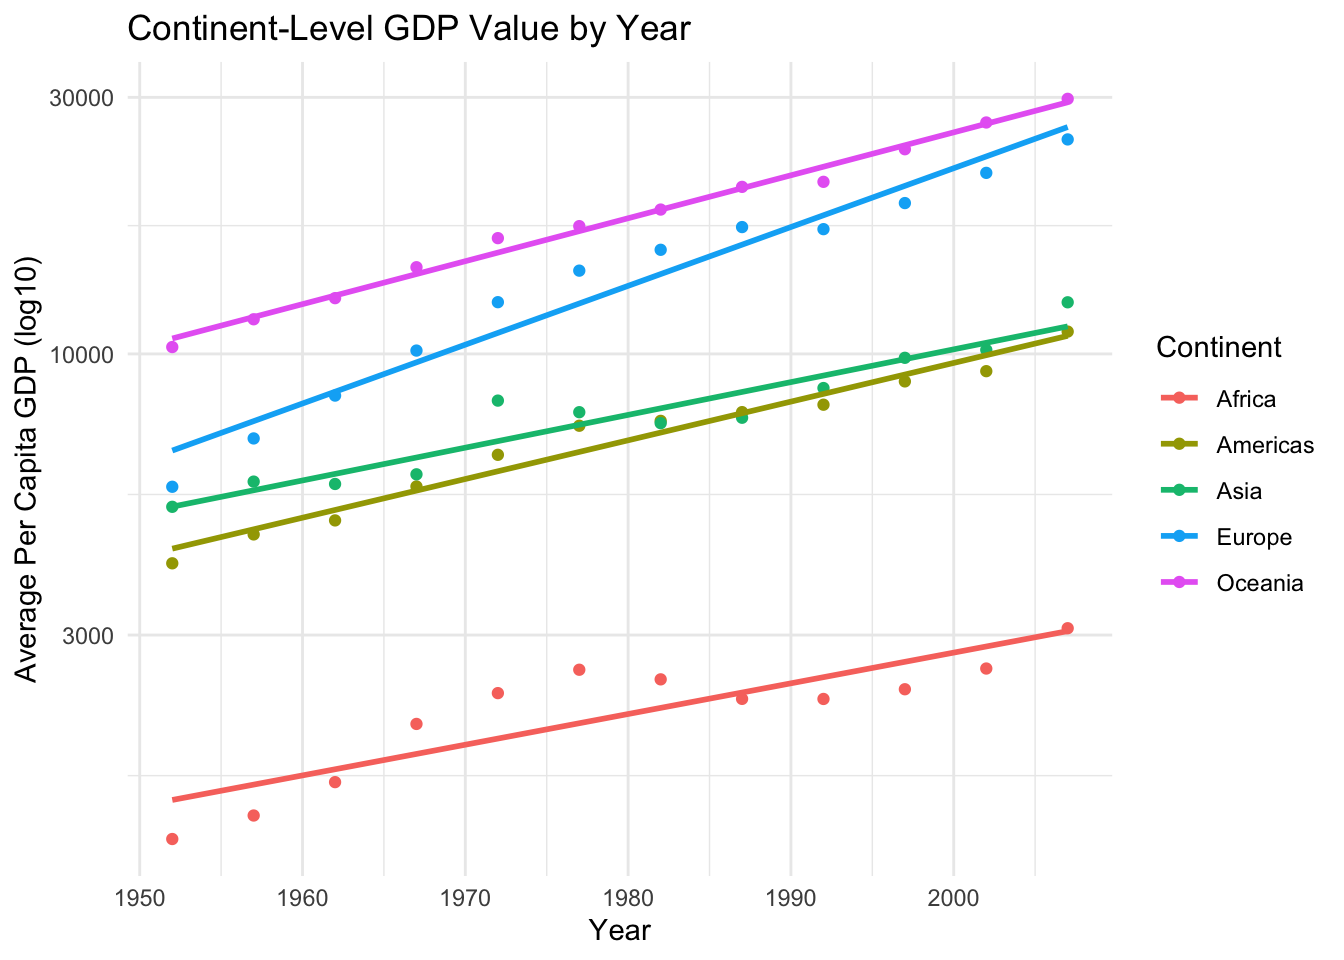 Continent-Level GDP Value by Year
Average Per Capita GDP (log10)
30000
10000
3000
1950 1960 1970 1980 1990 2000
Year
Continent
Africa
Americas
Asia
Europe
Oceania